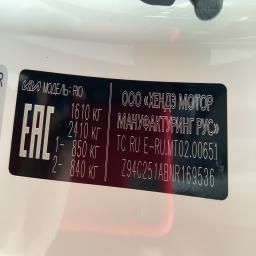 KIA МОДЕЛЬ: RIO
1610 КГ
2410 КГ
1- 850 КГ
2- 840 КГ
EAC
ООО «ХЕНДЭ МОТОР
МАНУФАКТУРИНГ РУС»
ТС RU E-RU.MT02.00651
Z94C251ABNR169536
R